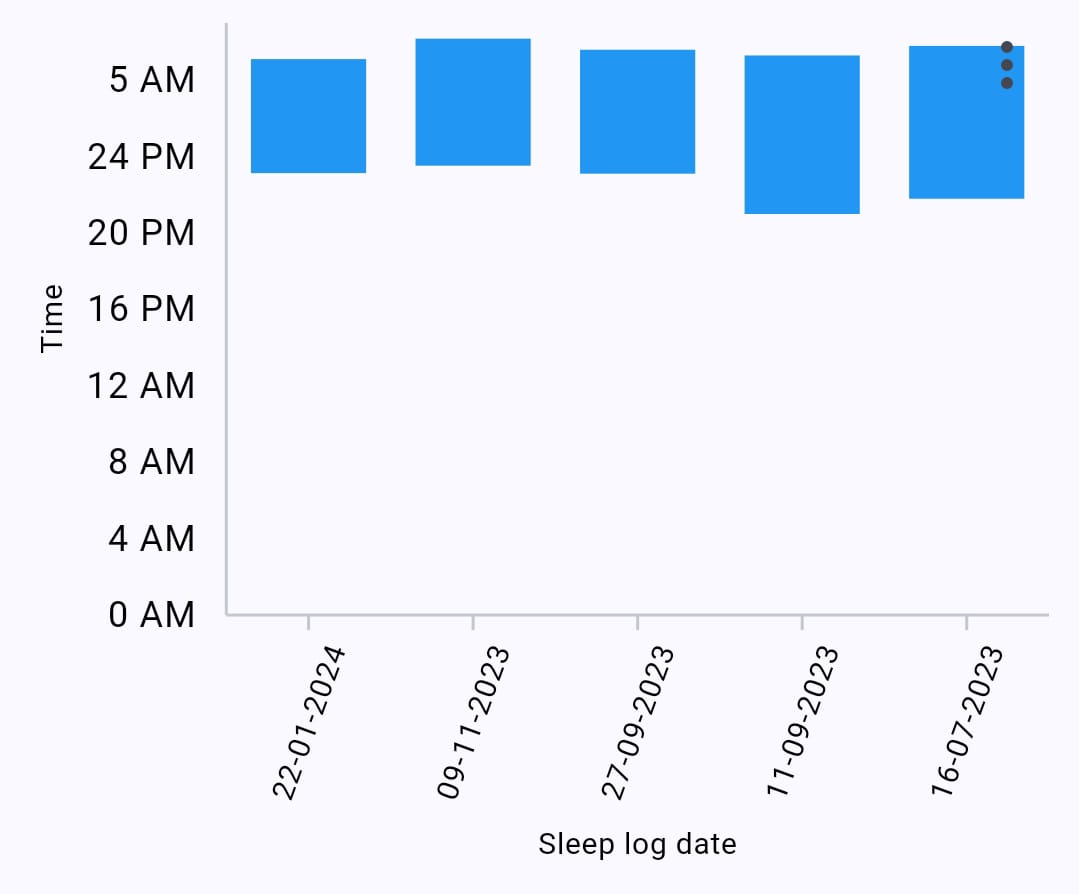 5 AM
24 PM
20 PM
16 PM
12 AM
8 AM
4 AM
0 AM
Time
22-01-2024
09-11-2023
27-09-2023
11-09-2023
16-07-2023
Sleep log date